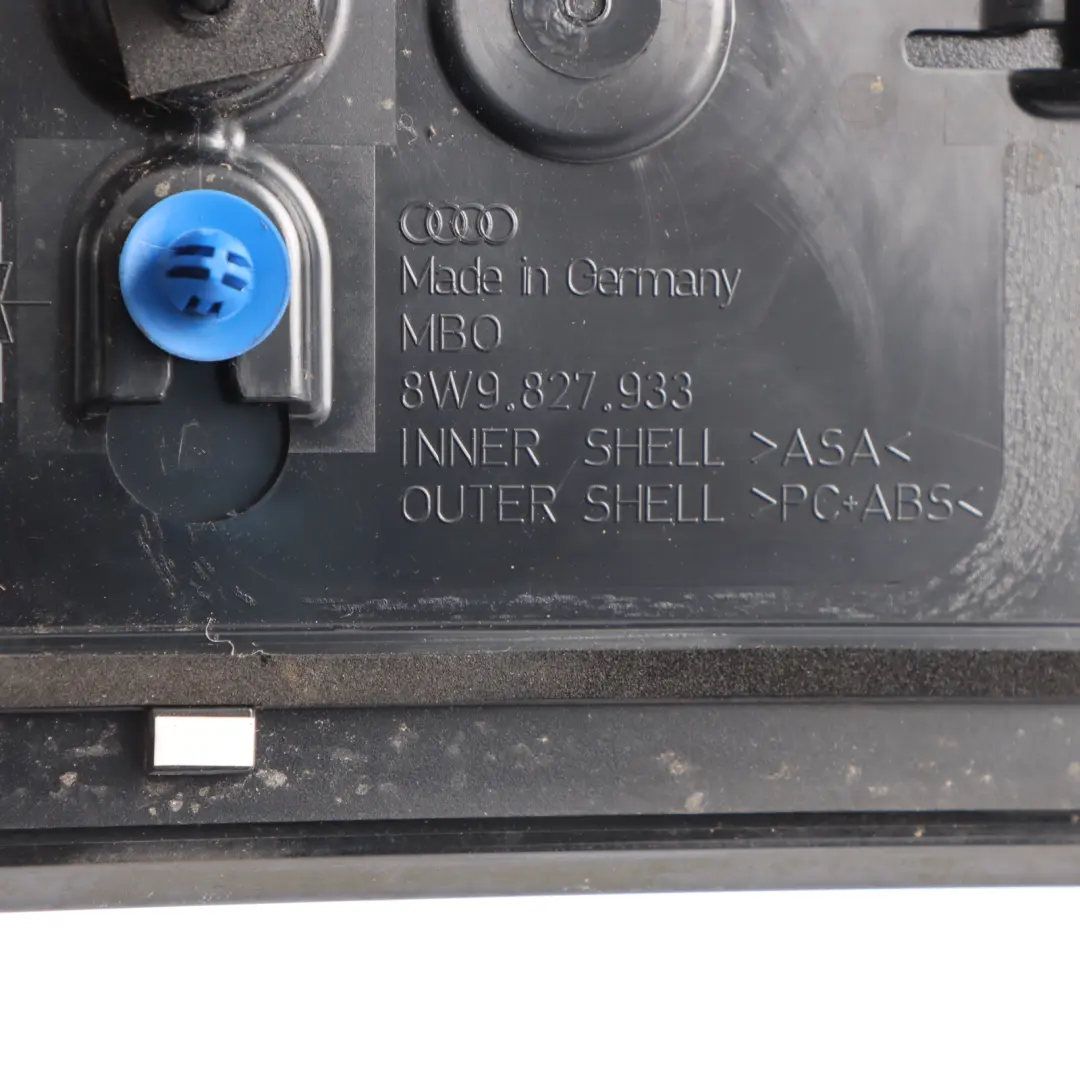 Made in Germany
MBO
8W9.827.933
INNER SHELL >ASA<
OUTER SHELL >PC+ABS<